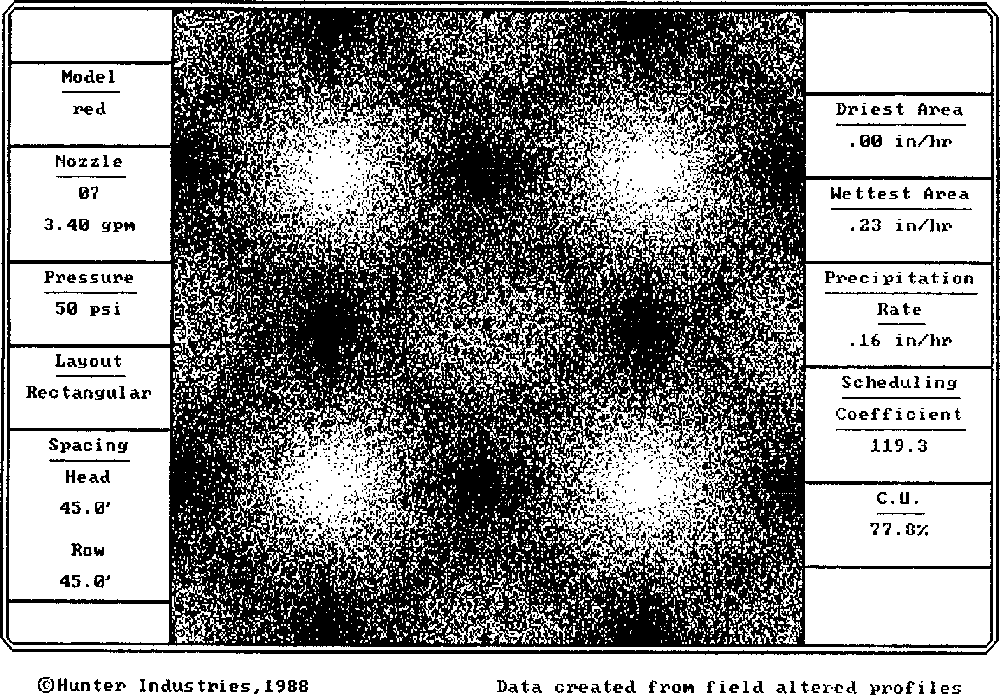 Model
red
Nozzle
07
3.40 gpm
Pressure
50 psi
Layout
Rectangular
Spacing
Head
45.0'
Row
45.0'
Driest Area
.00 in/hr
Wettest Area
.23 in/hr
Precipitation
Rate
.16 in/hr
Scheduling
Coefficient
119.3
C.U.
77.8%
©Hunter Industries,1988
Data created from field altered profiles